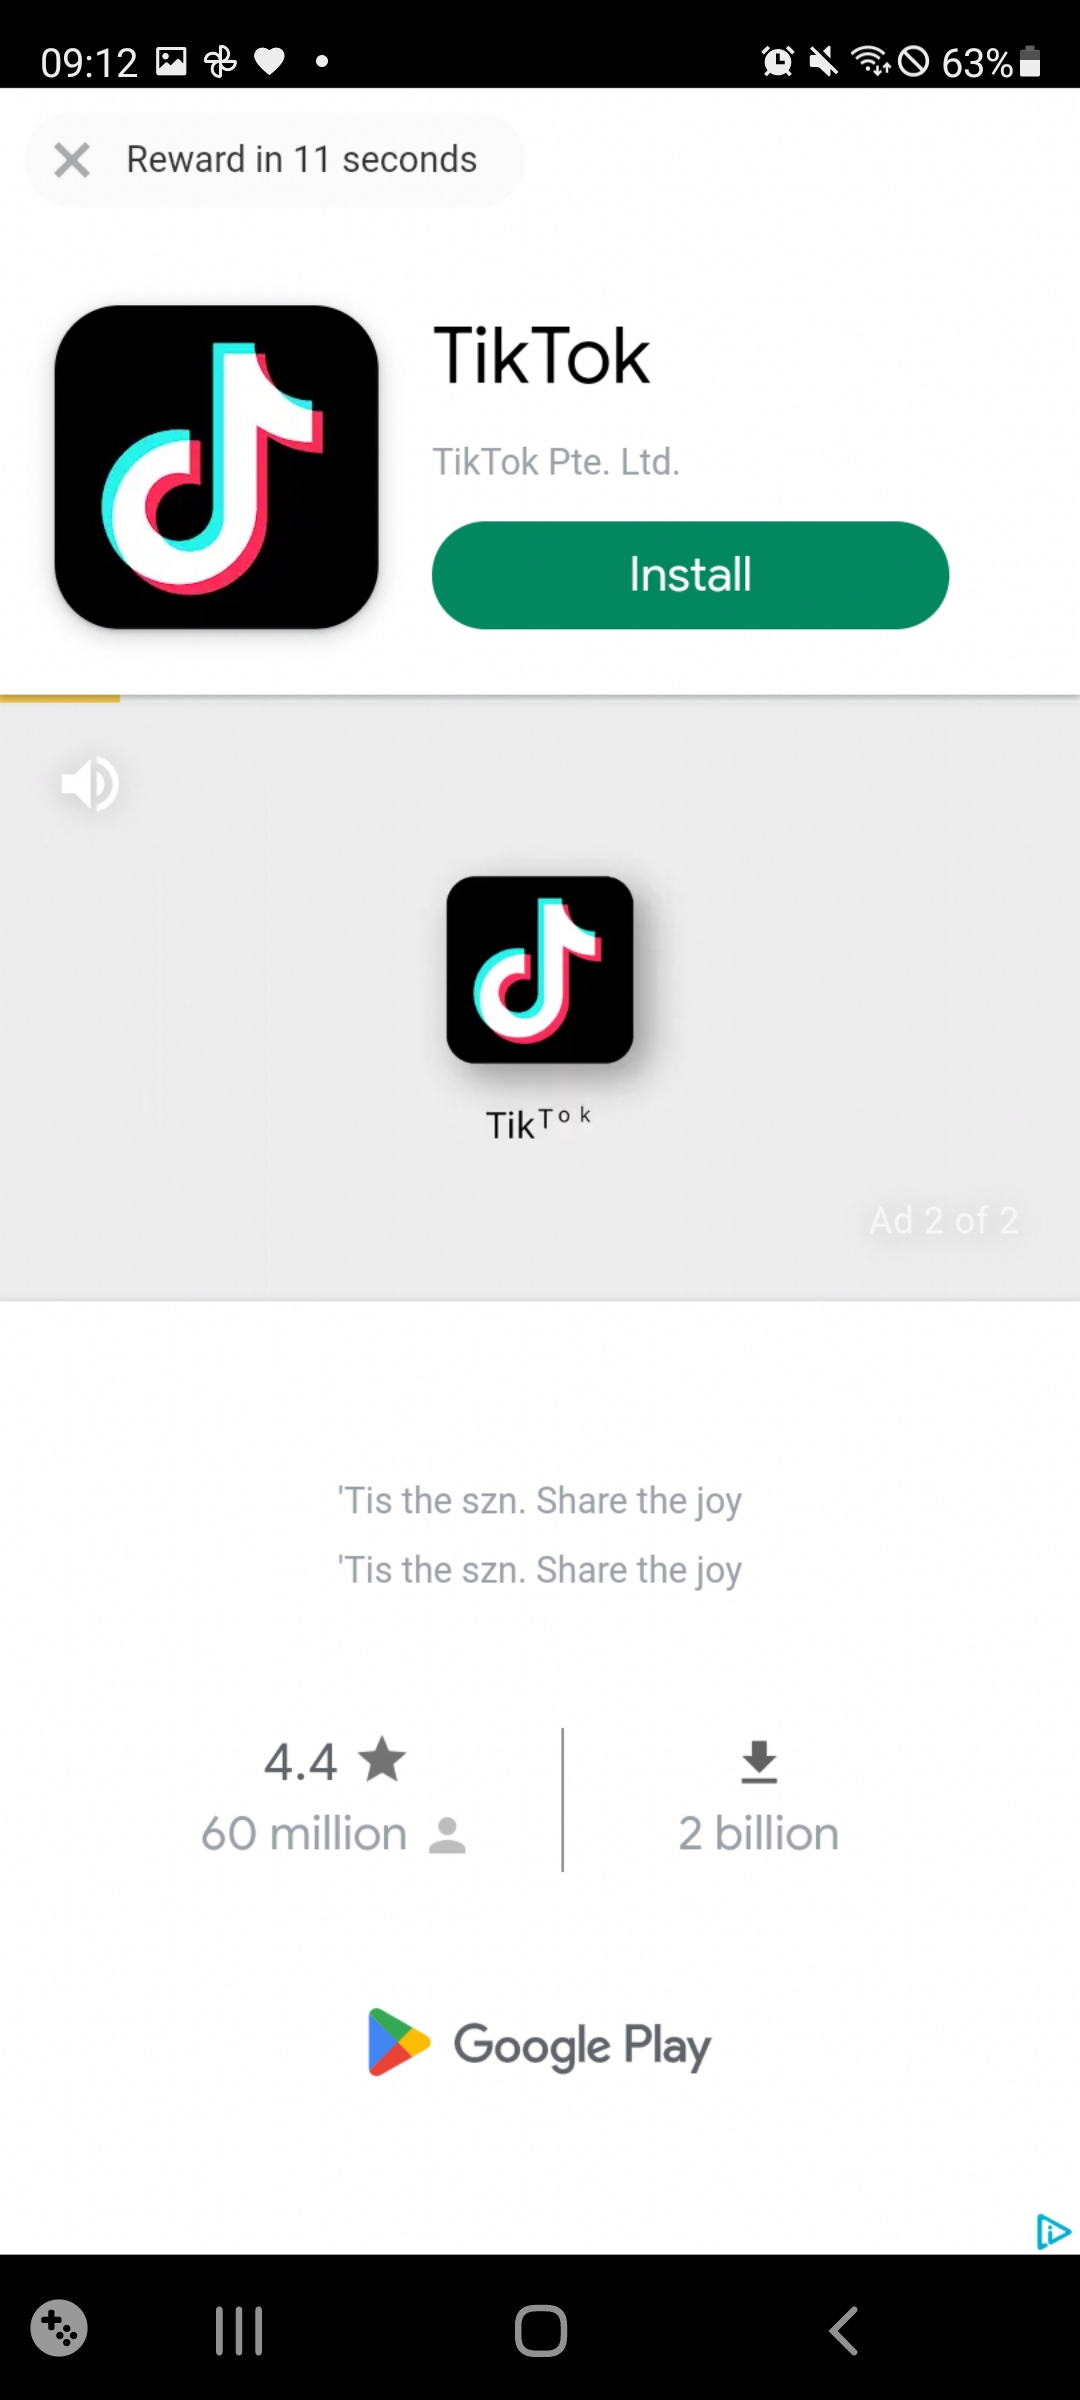 09:12
63%
Reward in 11 seconds
TikTok
TikTok Pte. Ltd.
Install
TikTok
Ad 2 of 2
'Tis the szn. Share the joy
'Tis the szn. Share the joy
4.4
60 million
2 billion
Google Play